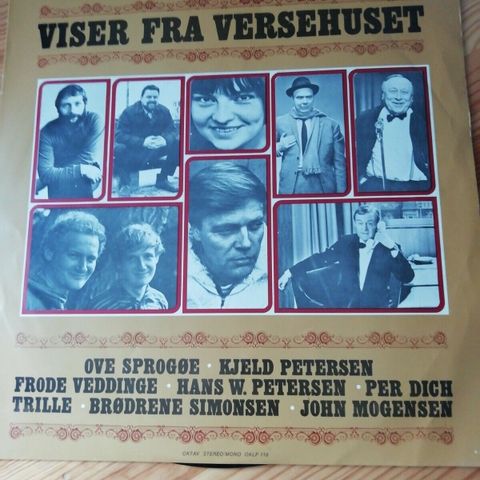 VISER FRA VERSEHUSET
OVE SPROGØE · KJELD PETERSEN
FRODE VEDDINGE · HANS W. PETERSEN · PER DICH
TRILLE · BRØDRENE SIMONSEN · JOHN MOGENSEN
OKTAV STEREO/MONO OKLP 118